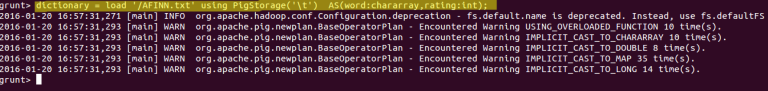 grunt> dictionary = load '/AFINN.txt' using PigStorage('\t')  AS(word:chararray,rating:int);
2016-01-20 16:57:31,271 [main] INFO  org.apache.hadoop.conf.Configuration.deprecation - fs.default.name is deprecated. Instead, use fs.defaultFS
2016-01-20 16:57:31,293 [main] WARN  org.apache.pig.newplan.BaseOperatorPlan - Encountered Warning USING_OVERLOADED_FUNCTION 10 time(s).
2016-01-20 16:57:31,293 [main] WARN  org.apache.pig.newplan.BaseOperatorPlan - Encountered Warning IMPLICIT_CAST_TO_CHARARRAY 10 time(s).
2016-01-20 16:57:31,293 [main] WARN  org.apache.pig.newplan.BaseOperatorPlan - Encountered Warning IMPLICIT_CAST_TO_DOUBLE 8 time(s).
2016-01-20 16:57:31,293 [main] WARN  org.apache.pig.newplan.BaseOperatorPlan - Encountered Warning IMPLICIT_CAST_TO_MAP 35 time(s).
2016-01-20 16:57:31,293 [main] WARN  org.apache.pig.newplan.BaseOperatorPlan - Encountered Warning IMPLICIT_CAST_TO_LONG 14 time(s).
grunt>